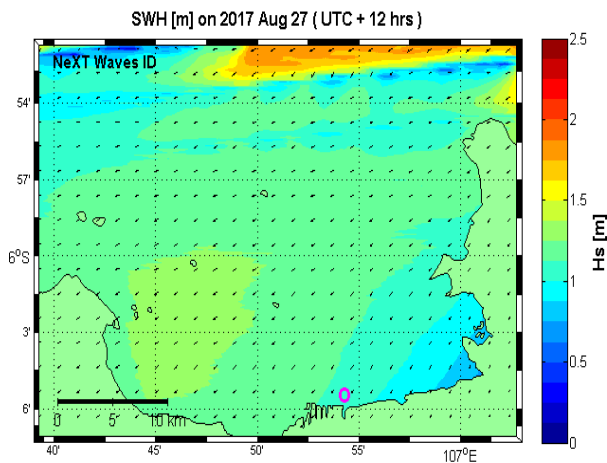 SWH [m] on 2017 Aug 27 ( UTC + 12 hrs )
NeXT Waves ID
54'
57'
6°S
3'
6'
0 5 10 km
40' 45' 50' 55' 107°E
2.5
2
1.5
1
0.5
0
Hs [m]